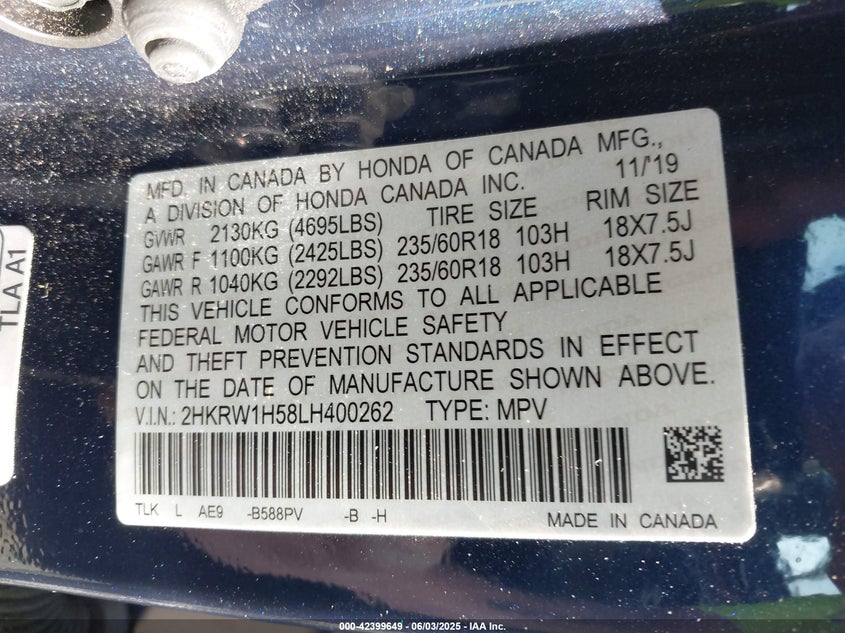 TLA A1
MFD. IN CANADA BY HONDA OF CANADA MFG.,
A DIVISION OF HONDA CANADA INC. 11/'19
GVWR 2130KG (4695LBS) TIRE SIZE RIM SIZE
GAWR F 1100KG (2425LBS) 235/60R18 103H 18X7.5J
GAWR R 1040KG (2292LBS) 235/60R18 103H 18X7.5J
THIS VEHICLE CONFORMS TO ALL APPLICABLE
FEDERAL MOTOR VEHICLE SAFETY
AND THEFT PREVENTION STANDARDS IN EFFECT
ON THE DATE OF MANUFACTURE SHOWN ABOVE.
V.I.N.: 2HKRW1H58LH400262 TYPE: MPV
TLK L AE9 -B588PV -B -H MADE IN CANADA
000-42399649 - 06/03/2025 - IAA Inc.